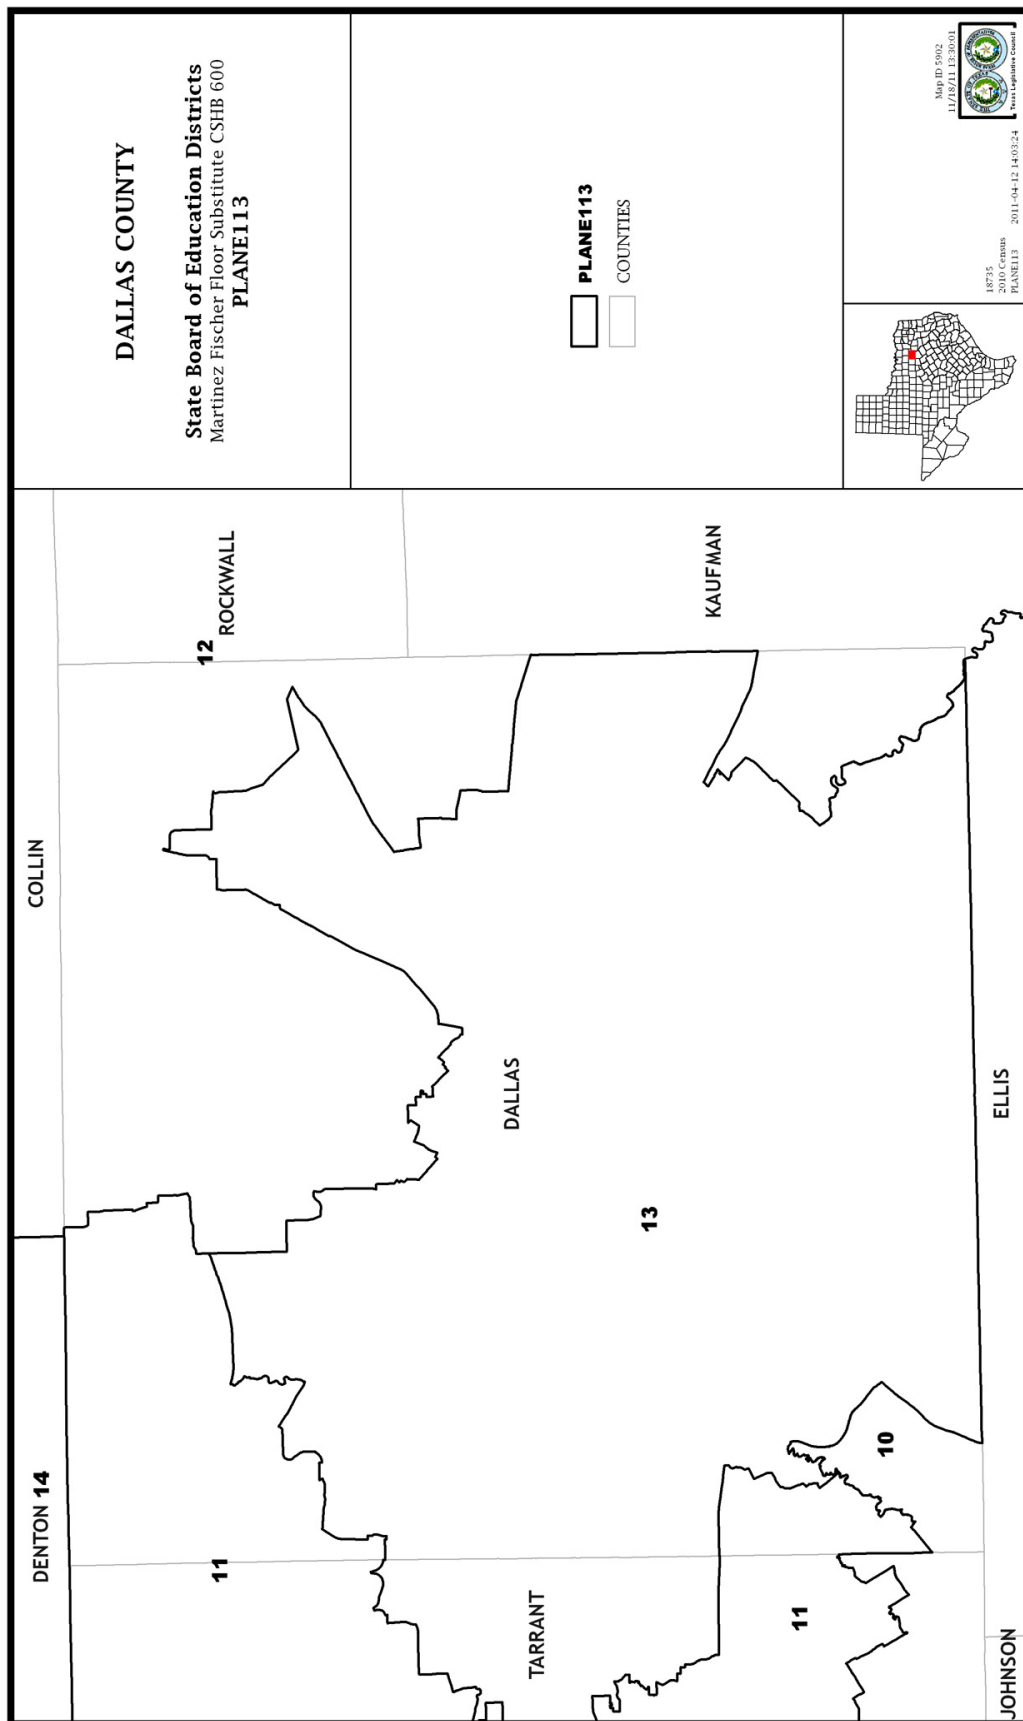 DALLAS COUNTY
State Board of Education Districts
Martinez Fischer Floor Substitute CSHB 600
PLANE113
PLANE113
COUNTIES
18735
2010 Census
PLANE113
2011-04-12 14:03:24
Map ID 5902
11/18/11 13:30:01
Texas Legislative Council
DENTON
14
COLLIN
11
12
ROCKWALL
DALLAS
TARRANT
13
KAUFMAN
11
10
JOHNSON
ELLIS